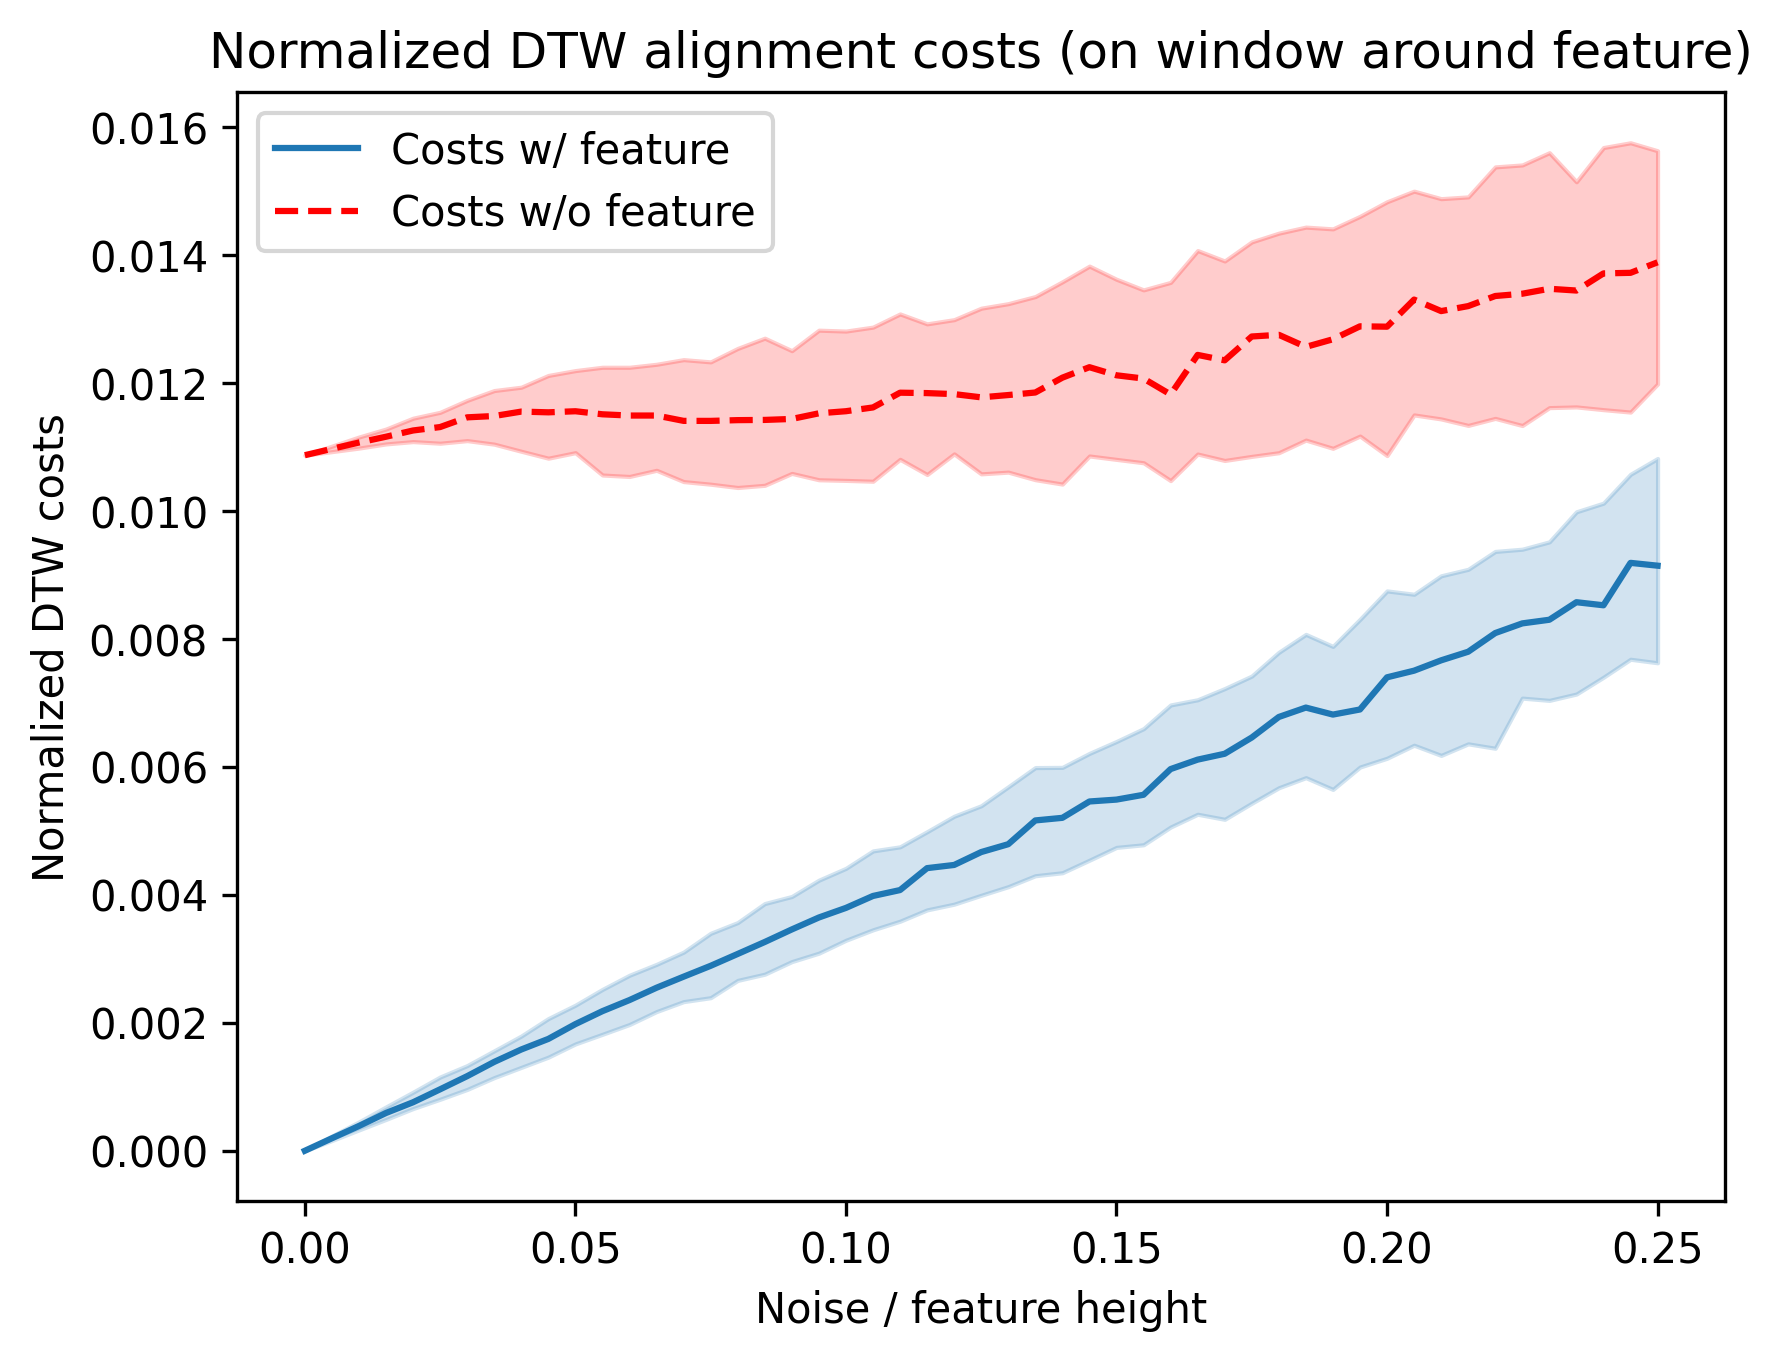 Normalized DTW alignment costs (on window around feature)
Costs w/ feature
Costs w/o feature
Normalized DTW costs
0.016
0.014
0.012
0.010
0.008
0.006
0.004
0.002
0.000
0.00 0.05 0.10 0.15 0.20 0.25
Noise / feature height